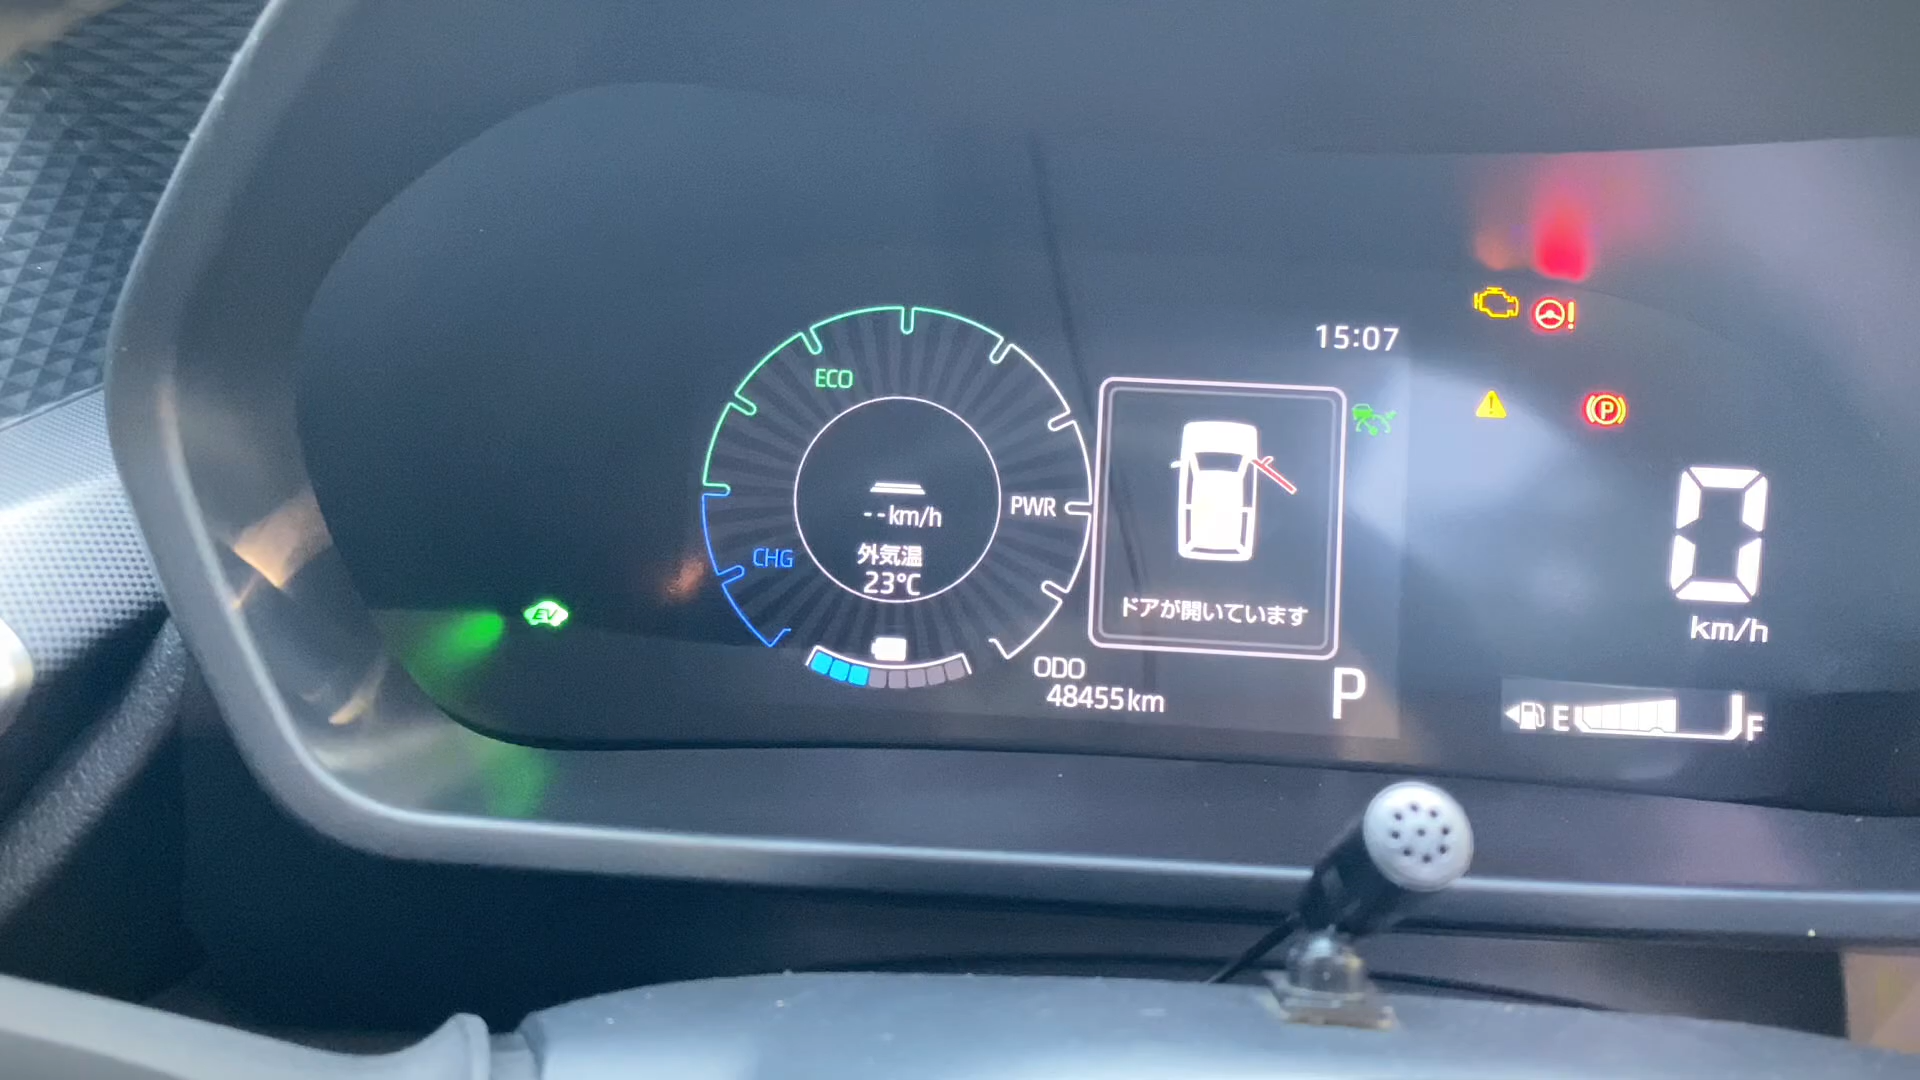 15:07
ECO
PWR
--km/h
外気温
23℃
CHG
EV
ドアが開いています
ODO
48455km
P
P
0
km/h
E
F